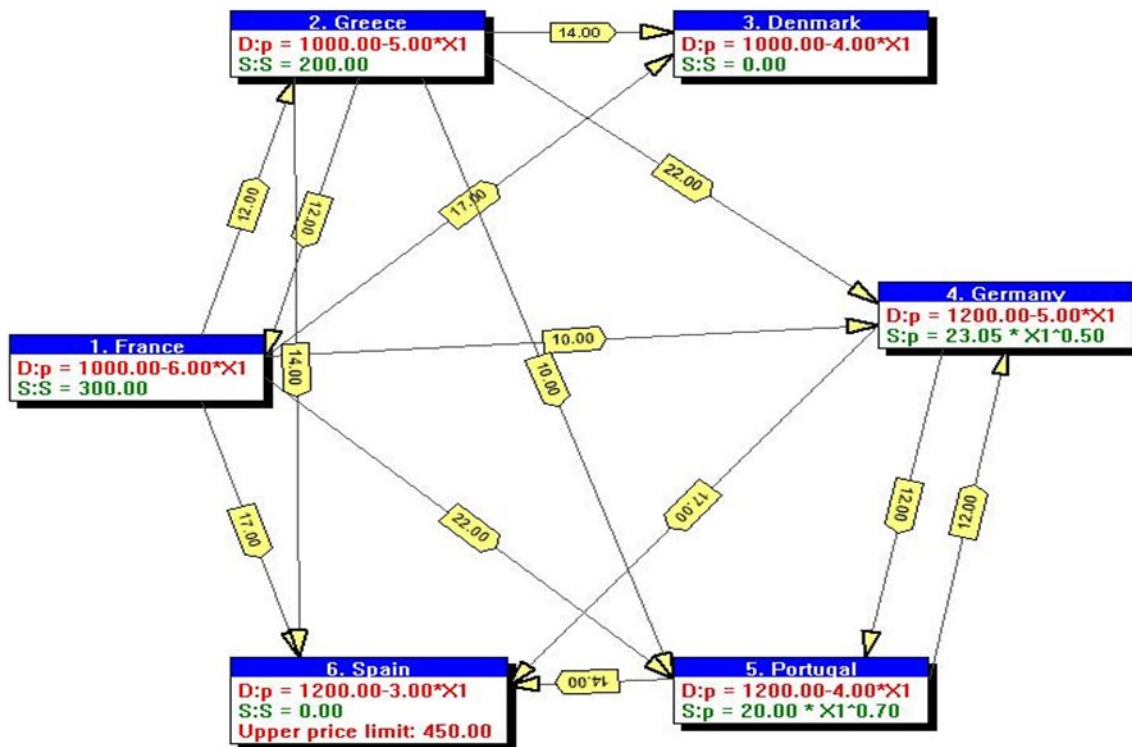 2. Greece
D:p = 1000.00-5.00*X1
S:S = 200.00
3. Denmark
D:p = 1000.00-4.00*X1
S:S = 0.00
14.00
22.00
17.00
12.00
12.00
4. Germany
D:p = 1200.00-5.00*X1
S:p = 23.05 * X1^0.50
1. France
D:p = 1000.00-6.00*X1
S:S = 300.00
10.00
14.00
10.00
17.00
22.00
17.00
12.00
12.00
6. Spain
D:p = 1200.00-3.00*X1
S:S = 0.00
Upper price limit: 450.00
14.00
5. Portugal
D:p = 1200.00-4.00*X1
S:p = 20.00 * X1^0.70